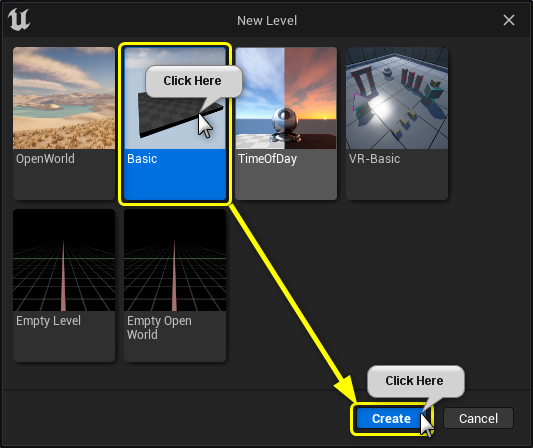 New Level
Click Here
OpenWorld
Basic
TimeOfDay
VR-Basic
Empty Level
Empty Open
World
Click Here
Create
Cancel